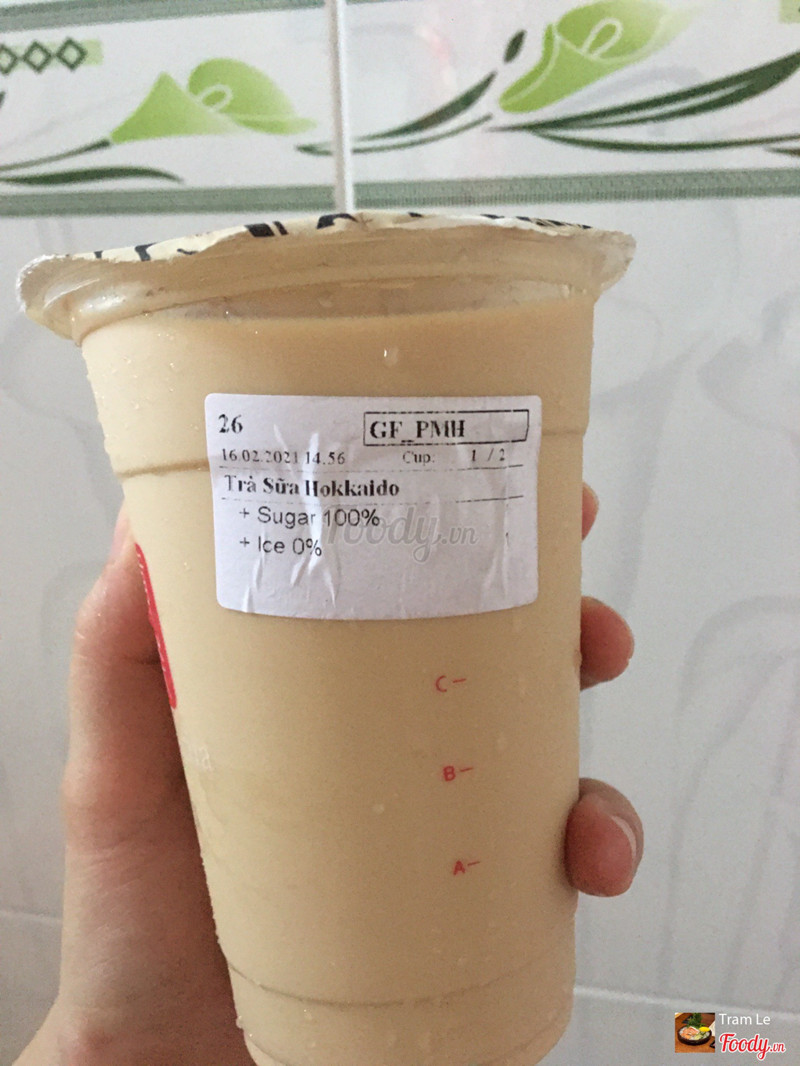 26
GF_PMH
16.02.2021 14.56
Cup: 1 / 2
Trà Sữa Hokkaido
+ Sugar 100%
+ Ice 0%
Foody.vn
C-
B-
A-
Tram Le
Foody.vn